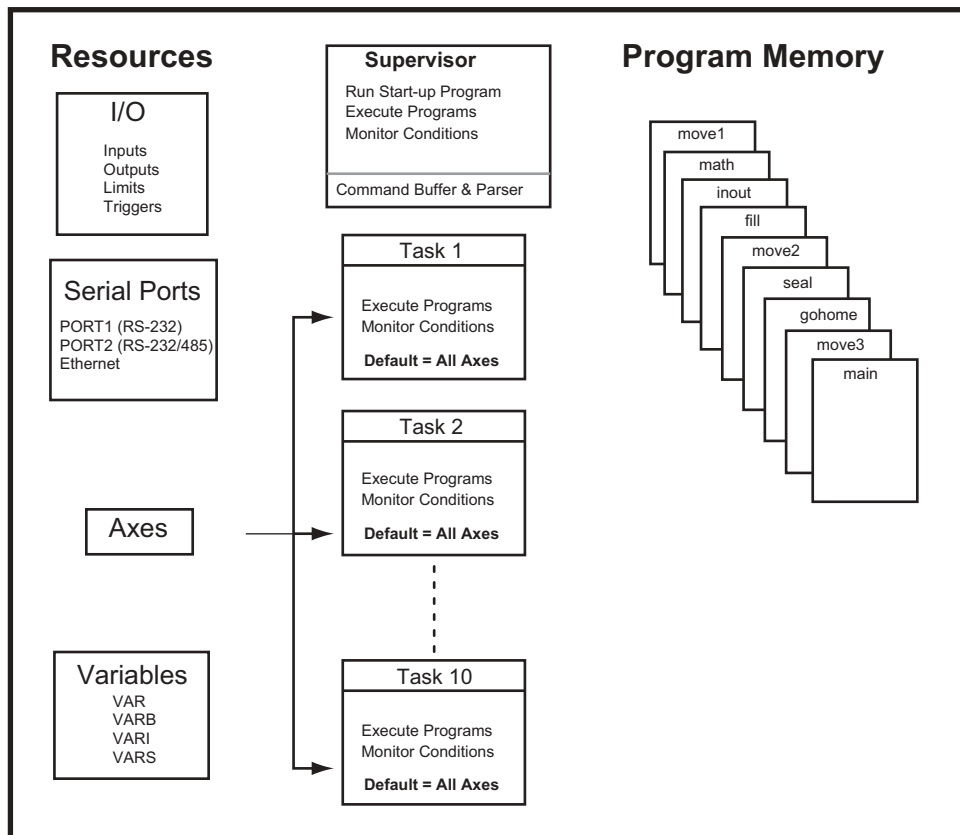 Resources
I/O
Inputs
Outputs
Limits
Triggers
Serial Ports
PORT1 (RS-232)
PORT2 (RS-232/485)
Ethernet
Axes
Variables
VAR
VARB
VARI
VARS
Supervisor
Run Start-up Program
Execute Programs
Monitor Conditions
Command Buffer & Parser
Task 1
Execute Programs
Monitor Conditions
Default = All Axes
Task 2
Execute Programs
Monitor Conditions
Default = All Axes
Task 10
Execute Programs
Monitor Conditions
Default = All Axes
Program Memory
move1
math
inout
fill
move2
seal
gohome
move3
main